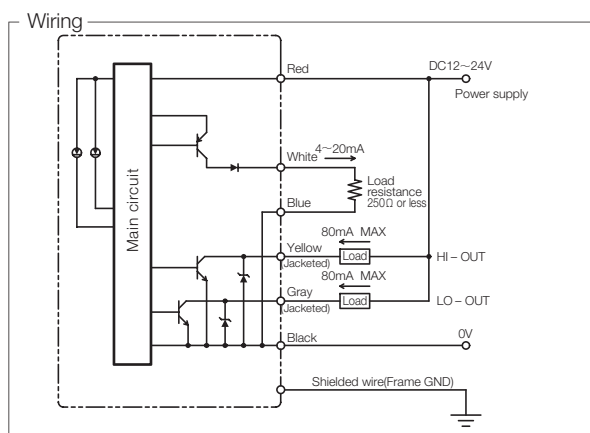 Wiring
Main circuit
Red
DC12～24V
Power supply
White
4～20mA
Load
resistance
250Ω or less
Blue
Yellow
(Jacketed)
80mA MAX
Load
HI – OUT
Gray
(Jacketed)
80mA MAX
Load
LO – OUT
Black
0V
Shielded wire(Frame GND)